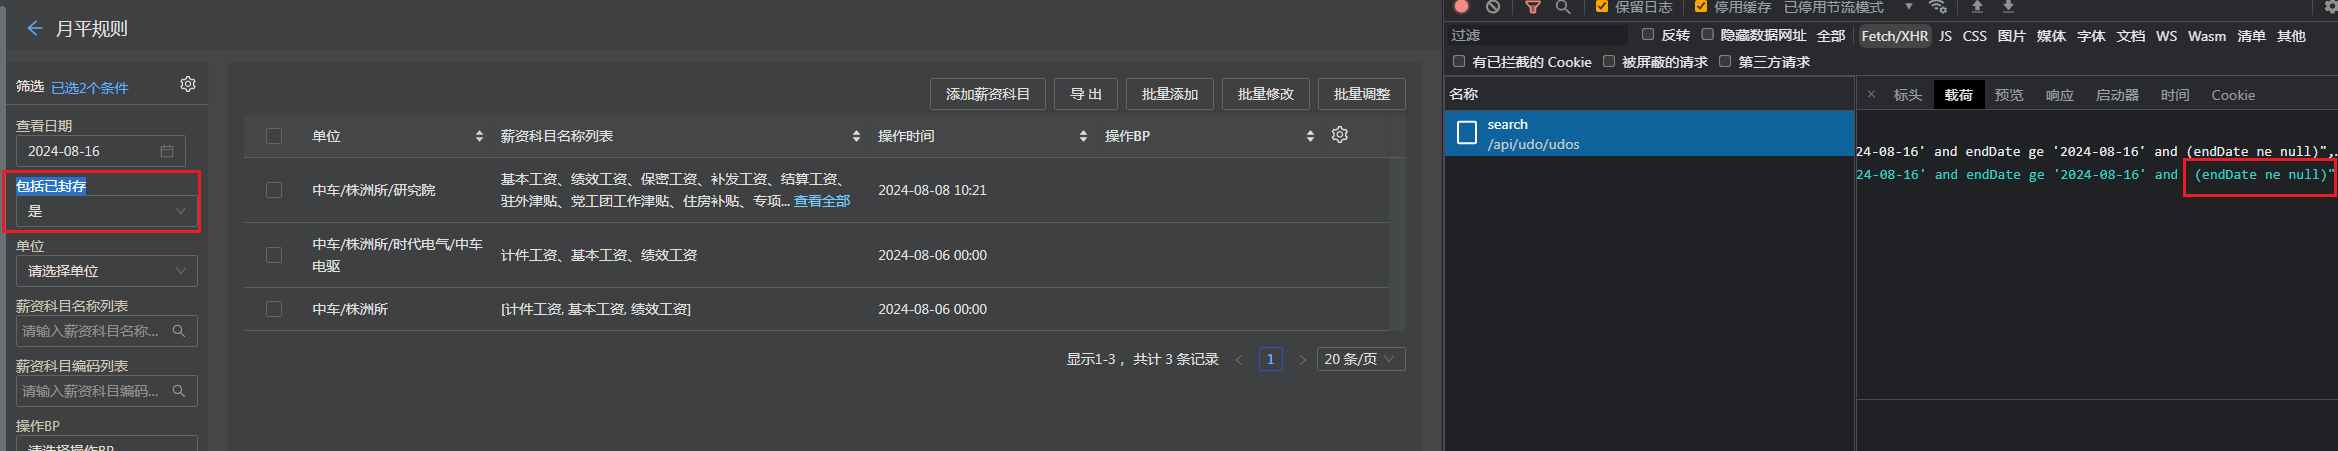 月平规则
筛选 已选2个条件
查看日期
2024-08-16
包括已封存
是
单位
请选择单位
薪资科目名称列表
请输入薪资科目名称...
薪资科目编码列表
请输入薪资科目编码...
操作BP
请选择操作BP
添加薪资科目 导出 批量添加 批量修改 批量调整
单位 薪资科目名称列表 操作时间 操作BP
中车/株洲所/研究院 基本工资、绩效工资、保密工资、补发工资、结算工资、 2024-08-08 10:21
驻外津贴、党工团工作津贴、住房补贴、专项... 查看全部
中车/株洲所/时代电气/中车
电驱 计件工资、基本工资、绩效工资 2024-08-06 00:00
中车/株洲所 [计件工资, 基本工资, 绩效工资] 2024-08-06 00:00
显示1-3， 共计 3 条记录 < 1 > 20 条/页
保留日志 停用缓存 已停用节流模式
过滤 反转 隐藏数据网址 全部 Fetch/XHR JS CSS 图片 媒体 字体 文档 WS Wasm 清单 其他
有已拦截的 Cookie 被屏蔽的请求 第三方请求
名称
search
/api/udo/udos
× 标头 载荷 预览 响应 启动器 时间 Cookie
24-08-16' and endDate ge '2024-08-16' and (endDate ne null)",…
24-08-16' and endDate ge '2024-08-16' and (endDate ne null)"